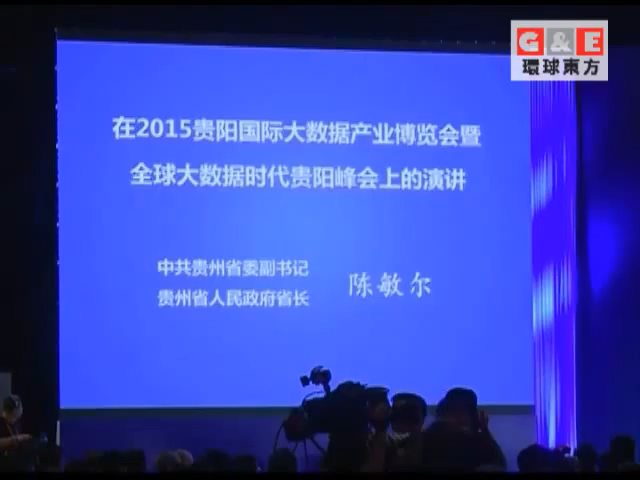 G&E
環球東方
在2015贵阳国际大数据产业博览会暨
全球大数据时代贵阳峰会上的演讲
中共贵州省委副书记
贵州省人民政府省长
陈敏尔